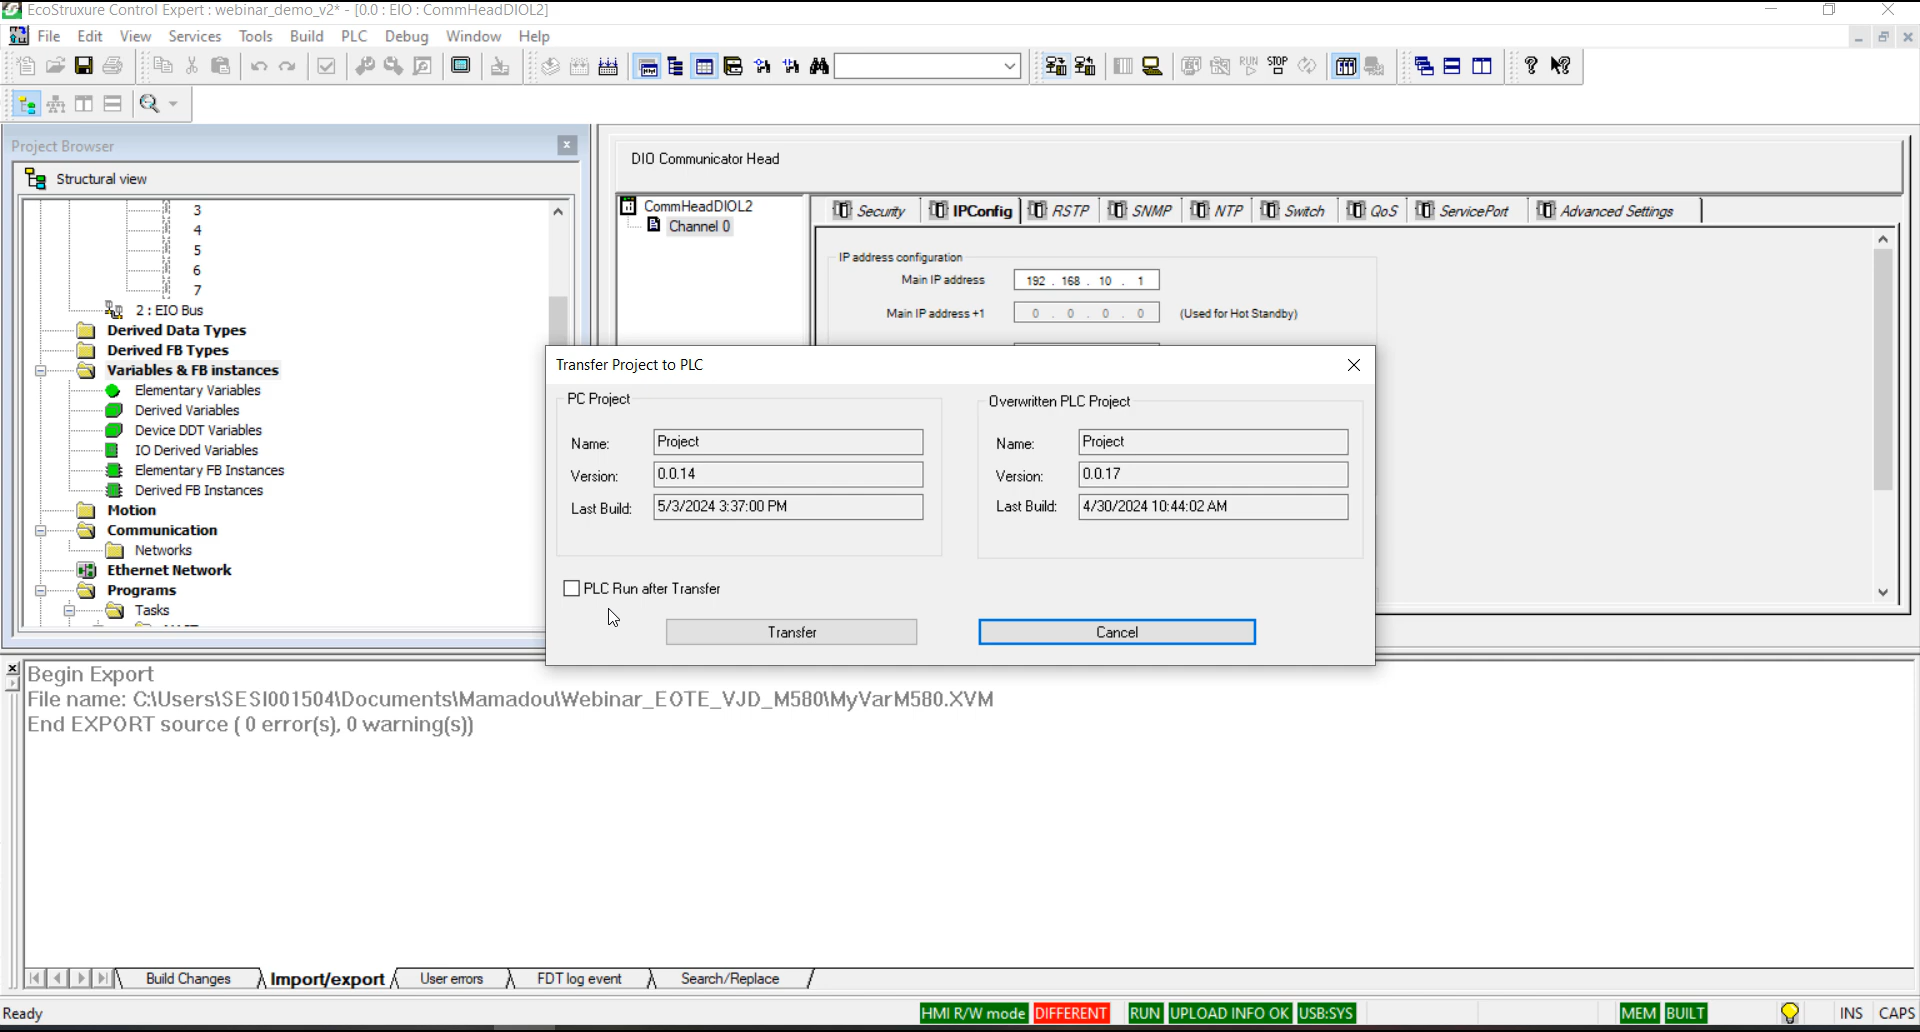 EcoStruxure Control Expert : webinar_demo_v2* - [0.0 : EIO : CommHeadDIOL2]
File Edit View Services Tools Build PLC Debug Window Help
RUN STOP
Project Browser
Structural view
3
4
5
6
7
2 : EIO Bus
Derived Data Types
Derived FB Types
Variables & FB instances
Elementary Variables
Derived Variables
Device DDT Variables
IO Derived Variables
Elementary FB Instances
Derived FB Instances
Motion
Communication
Networks
Ethernet Network
Programs
Tasks
DIO Communicator Head
CommHeadDIOL2
Channel 0
Security IPConfig RSTP SNMP NTP Switch QoS ServicePort Advanced Settings
IP address configuration
Main IP address 192 . 168 . 10 . 1
Main IP address +1 0 . 0 . 0 . 0 (Used for Hot Standby)
Transfer Project to PLC
PC Project
Name: Project
Version: 0.0.14
Last Build: 5/3/2024 3:37:00 PM
Overwritten PLC Project
Name: Project
Version: 0.0.17
Last Build: 4/30/2024 10:44:02 AM
PLC Run after Transfer
Transfer Cancel
Begin Export
File name: C:\Users\SESI001504\Documents\Mamadou\Webinar_EOTE_VJD_M580\MyVarM580.XVM
End EXPORT source ( 0 error(s), 0 warning(s))
Build Changes Import/export User errors FDT log event Search/Replace
Ready HMI R/W mode DIFFERENT RUN UPLOAD INFO OK USB:SYS MEM BUILT INS CAPS